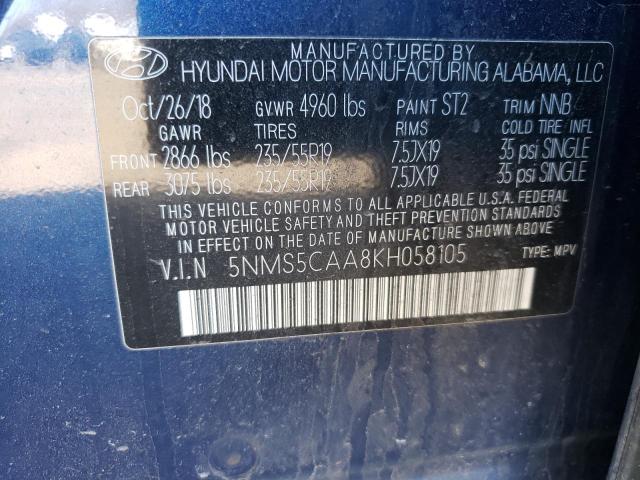 MANUFACTURED BY
HYUNDAI MOTOR MANUFACTURING ALABAMA, LLC
Oct/26/18 GV.WR 4960 lbs PAINT ST2 TRIM NNB
GAWR TIRES RIMS COLD TIRE INFL
FRONT 2866 lbs 235/55R19 7.5JX19 35 psi SINGLE
REAR 3075 lbs 235/55R19 7.5JX19 35 psi SINGLE
THIS VEHICLE CONFORMS TO ALL APPLICABLE U.S.A. FEDERAL
MOTOR VEHICLE SAFETY AND THEFT PREVENTION STANDARDS
IN EFFECT ON THE DATE OF MANUFACTURE SHOWN ABOVE.
V.I.N 5NMS5CAA8KH058105 TYPE: MPV